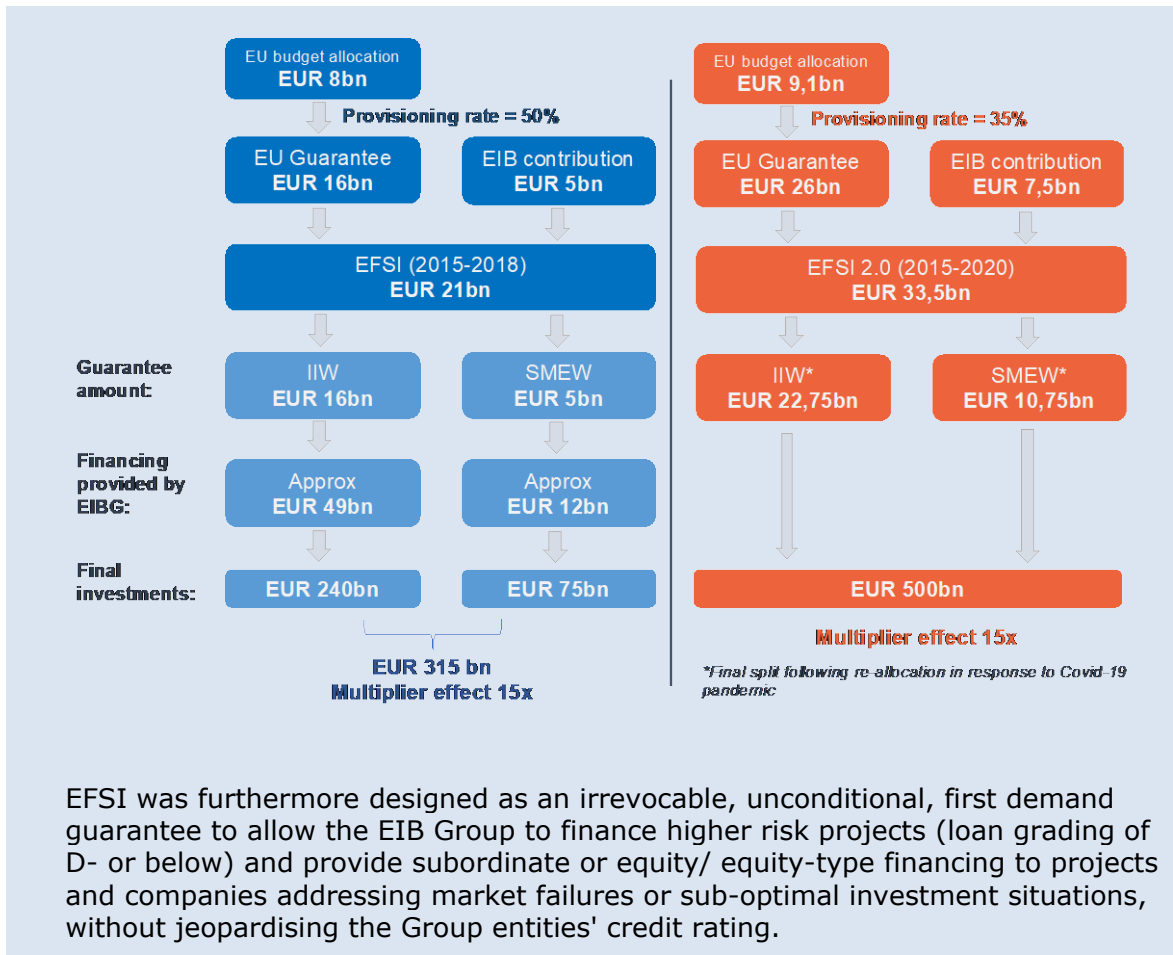 EU budget allocation
EUR 8bn
Provisioning rate = 50%
EU Guarantee
EUR 16bn
EIB contribution
EUR 5bn
EFSI (2015-2018)
EUR 21bn
Guarantee
amount:
IIW
EUR 16bn
SMEW
EUR 5bn
Financing
provided by
EIBG:
Approx
EUR 49bn
Approx
EUR 12bn
Final
investments:
EUR 240bn
EUR 75bn
EUR 315 bn
Multiplier effect 15x
EU budget allocation
EUR 9,1bn
Provisioning rate = 35%
EU Guarantee
EUR 26bn
EIB contribution
EUR 7,5bn
EFSI 2.0 (2015-2020)
EUR 33,5bn
IIW*
EUR 22,75bn
SMEW*
EUR 10,75bn
EUR 500bn
Multiplier effect 15x
*Final split following re-allocation in response to Covid-19
pandemic
EFSI was furthermore designed as an irrevocable, unconditional, first demand
guarantee to allow the EIB Group to finance higher risk projects (loan grading of
D- or below) and provide subordinate or equity/ equity-type financing to projects
and companies addressing market failures or sub-optimal investment situations,
without jeopardising the Group entities' credit rating.